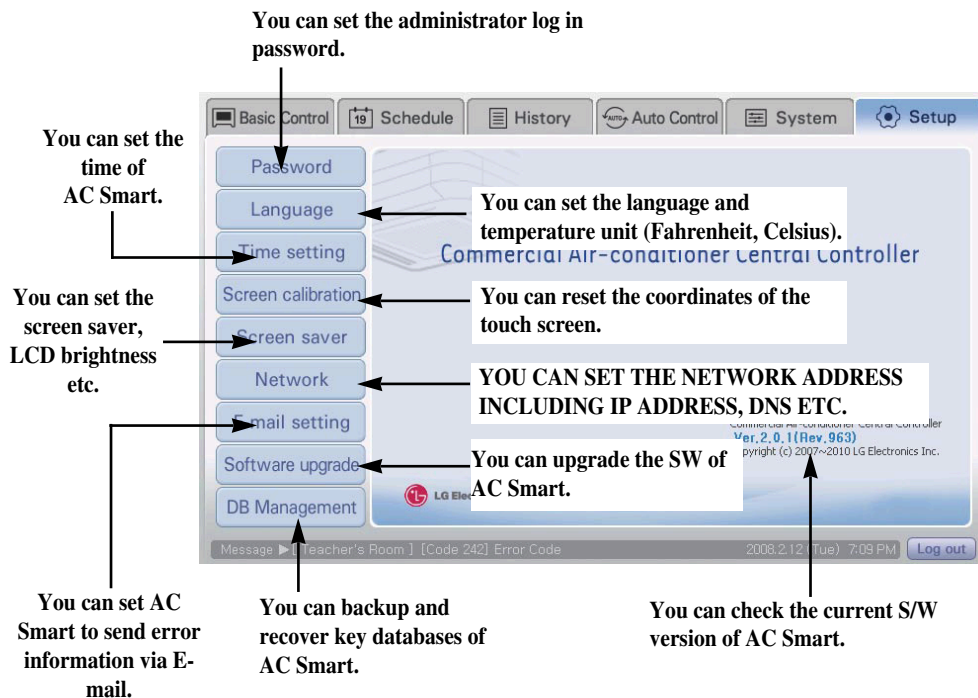 You can set the administrator log in
password.
Basic Control
19 Schedule
History
AUTO Auto Control
System
Setup
You can set the
time of
AC Smart.
Password
Language
You can set the language and
temperature unit (Fahrenheit, Celsius).
Time setting
Commercial Air-conditioner Central Controller
Screen calibration
You can reset the coordinates of the
touch screen.
You can set the
screen saver,
LCD brightness
etc.
Screen saver
Network
YOU CAN SET THE NETWORK ADDRESS
INCLUDING IP ADDRESS, DNS ETC.
E-mail setting
Commercial Air-conditioner Central Controller
Ver.2.0.1(Rev.963)
Copyright (c) 2007~2010 LG Electronics Inc.
Software upgrade
You can upgrade the SW of
AC Smart.
LG Elec
DB Management
Message ▶ [ Teacher's Room ] [Code 242] Error Code
2008.2.12 (Tue) 7:09 PM
Log out
You can set AC
Smart to send error
information via E-
mail.
You can backup and
recover key databases of
AC Smart.
You can check the current S/W
version of AC Smart.